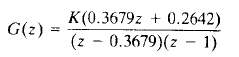 G(z) = K(0.3679z + 0.2642) / (z − 0.3679)(z − 1)